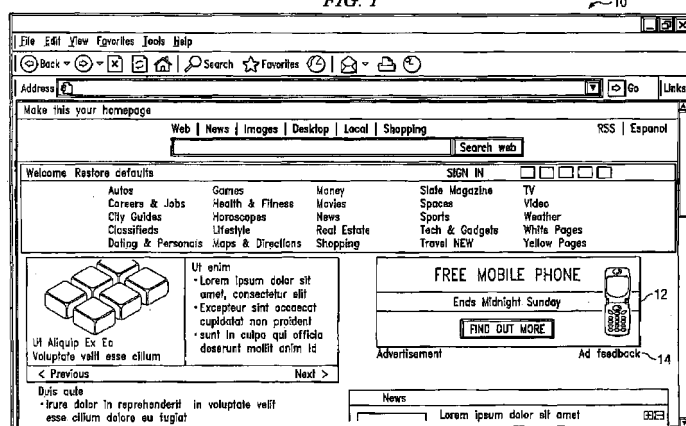 FIG. 1
10
File Edit View Favorites Tools Help
Back Search Favorites
Address Go Links
Make this your homepage
Web | News | Images | Desktop | Local | Shopping RSS | Espanol
Search web
Welcome Restore defaults SIGN IN
Autos Games Money Slate Magazine TV
Careers & Jobs Health & Fitness Movies Spaces Video
City Guides Horoscopes News Sports Weather
Classifieds Lifestyle Real Estate Tech & Gadgets White Pages
Dating & Personals Maps & Directions Shopping Travel NEW Yellow Pages
Ut enim
• Lorem ipsum dolor sit
amet, consectetur elit
• Excepteur sint occaecat
cupidatat non proident
• sunt in culpa qui officia
deserunt mollit anim id
Ut Aliquip Ex Ea
Voluptate velit esse cillum
< Previous Next >
FREE MOBILE PHONE
Ends Midnight Sunday
FIND OUT MORE
12
Advertisement Ad feedback
14
Duis aute
• irure dolor in reprehenderit in voluptate velit
esse cillum dolore eu fugiat
News
Lorem ipsum dolor sit amet